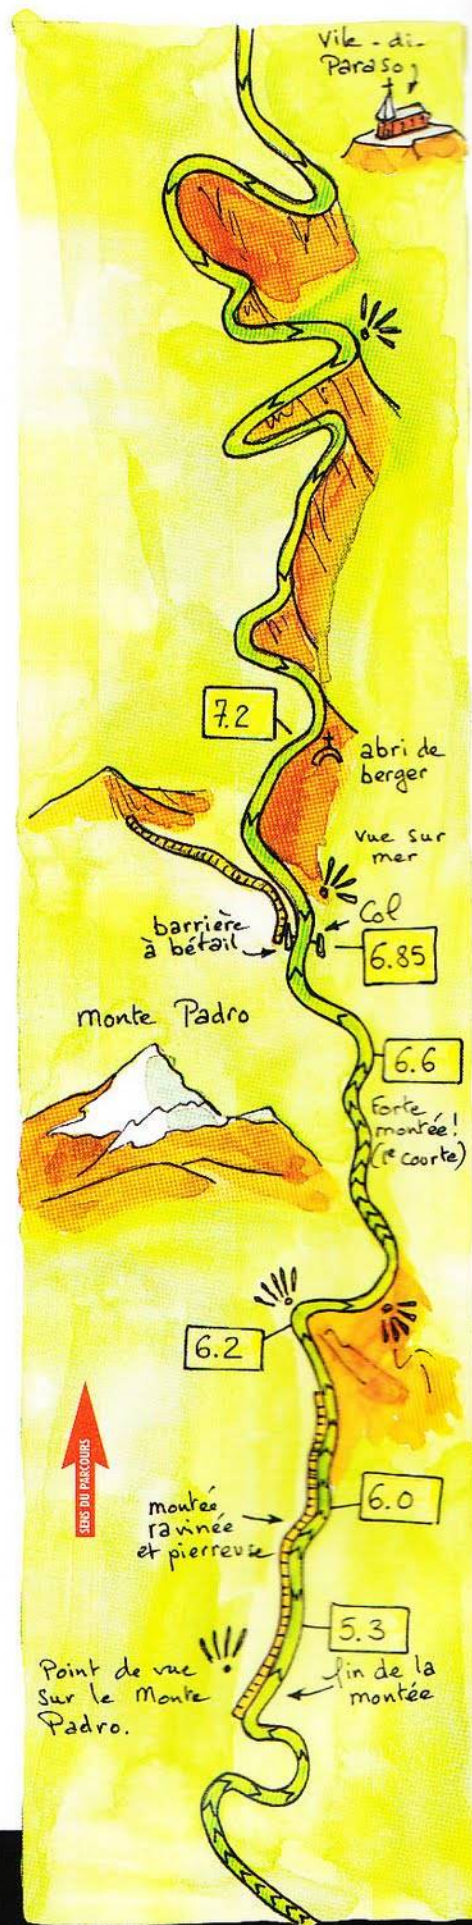 Vile-di-
Paraso
7.2
abri de
berger
vue sur
mer
Col
barrière
à bétail
6.85
Monte Padro
6.6
Forte
montée!
(1e courte)
6.2
SENS DU PARCOURS
6.0
montée
ravinée
et pierreuse
5.3
Point de vue
sur le Monte
Padro.
fin de la
montée